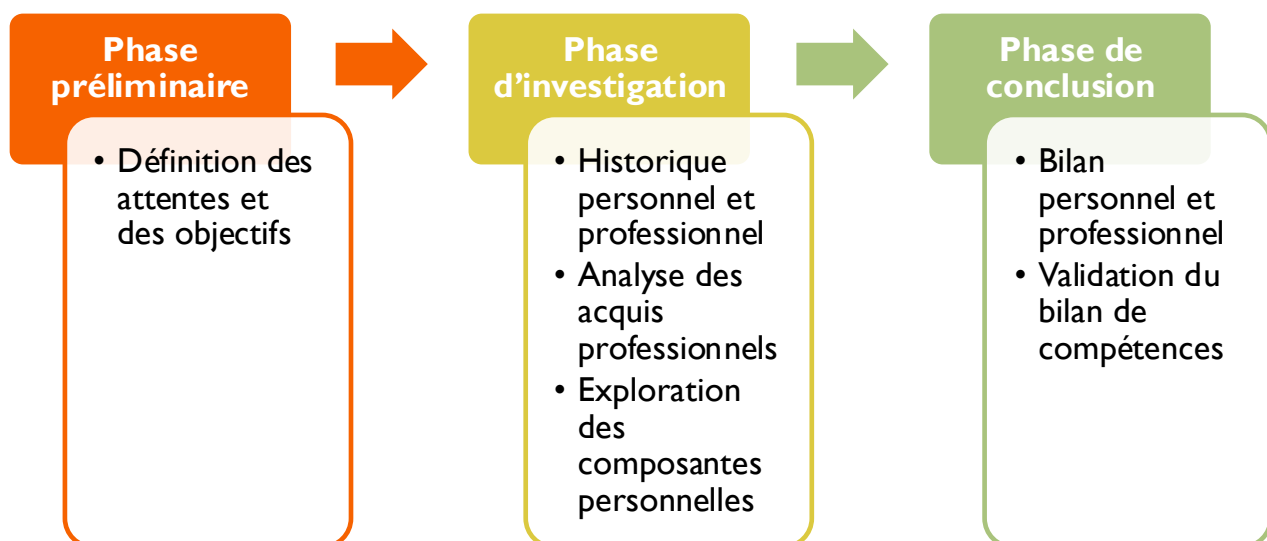 Phase
préliminaire
• Définition des
attentes et
des objectifs
Phase
d’investigation
• Historique
personnel et
professionnel
• Analyse des
acquis
professionnels
• Exploration
des
composantes
personnelles
Phase de
conclusion
• Bilan
personnel et
professionnel
• Validation du
bilan de
compétences